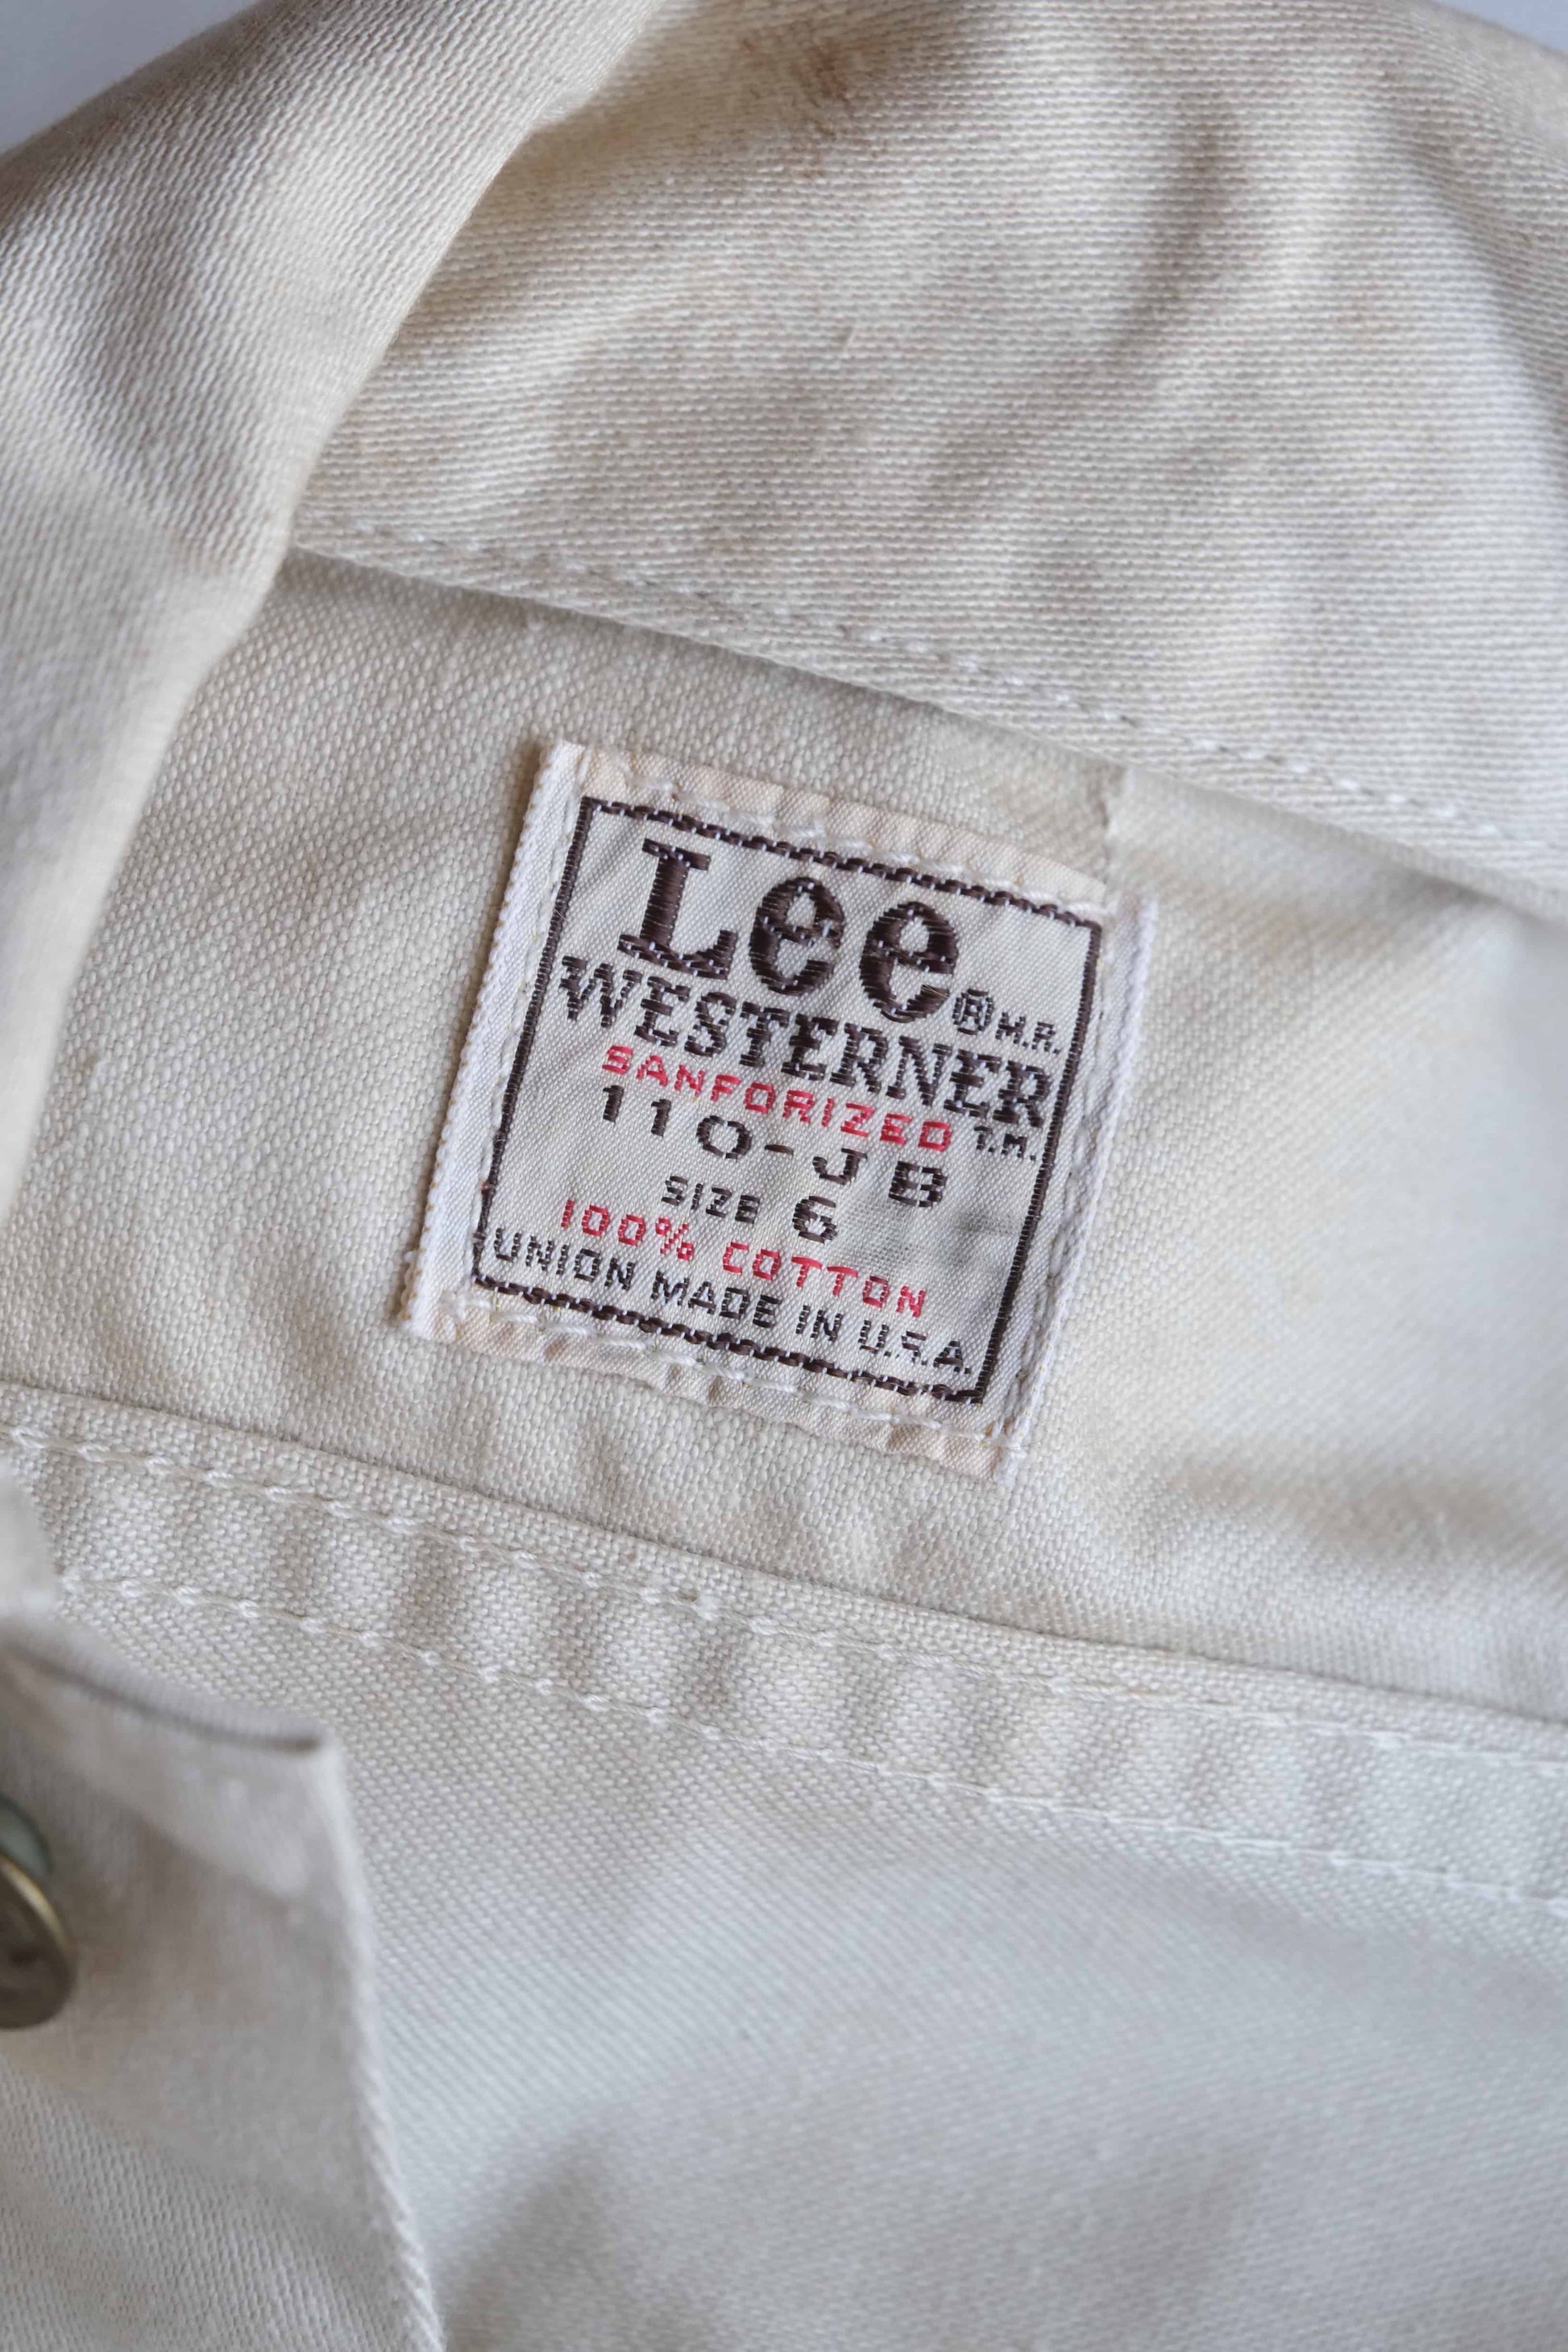 Lee® M.R.
WESTERNER
SANFORIZED T.M.
110-JB
SIZE 6
100% COTTON
UNION MADE IN U.S.A.